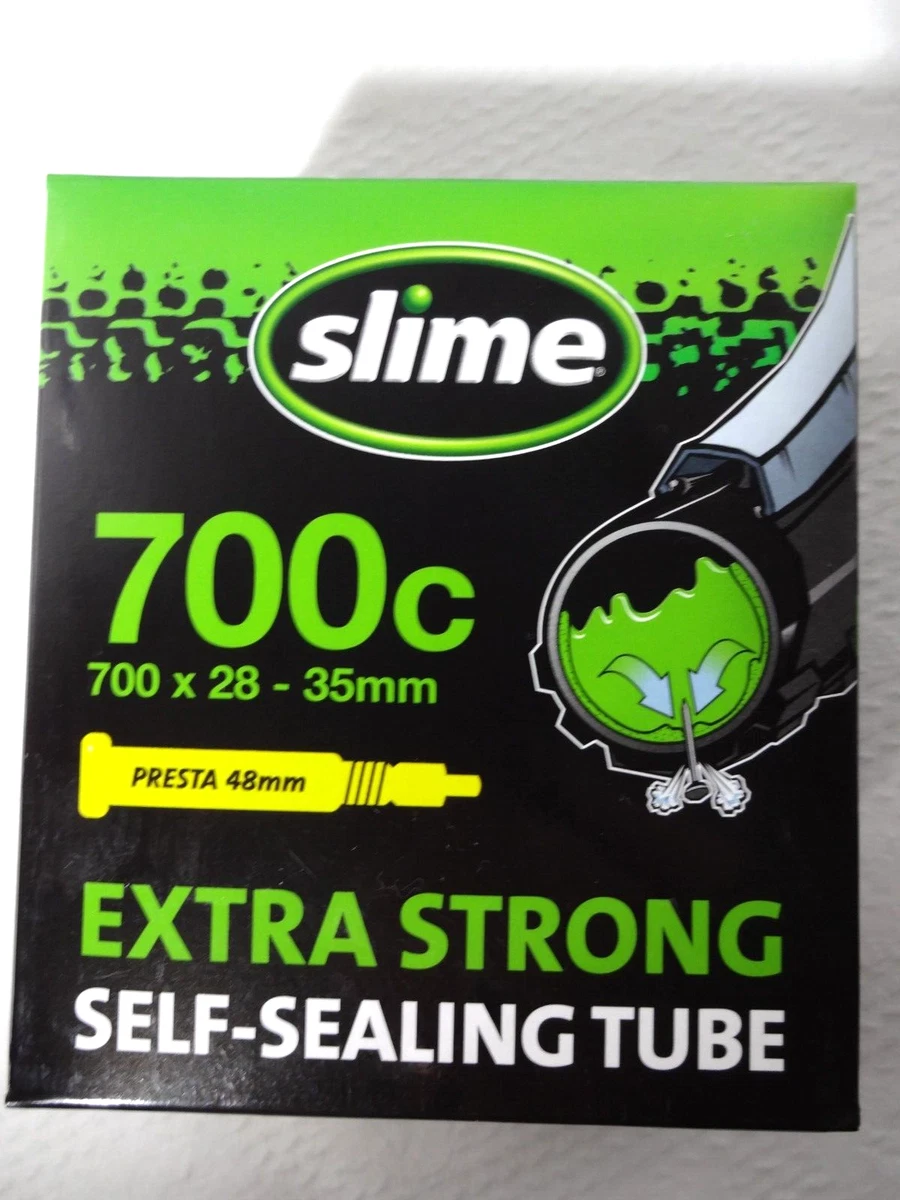 slime®
700c
700 x 28 - 35mm
PRESTA 48mm
EXTRA STRONG
SELF-SEALING TUBE